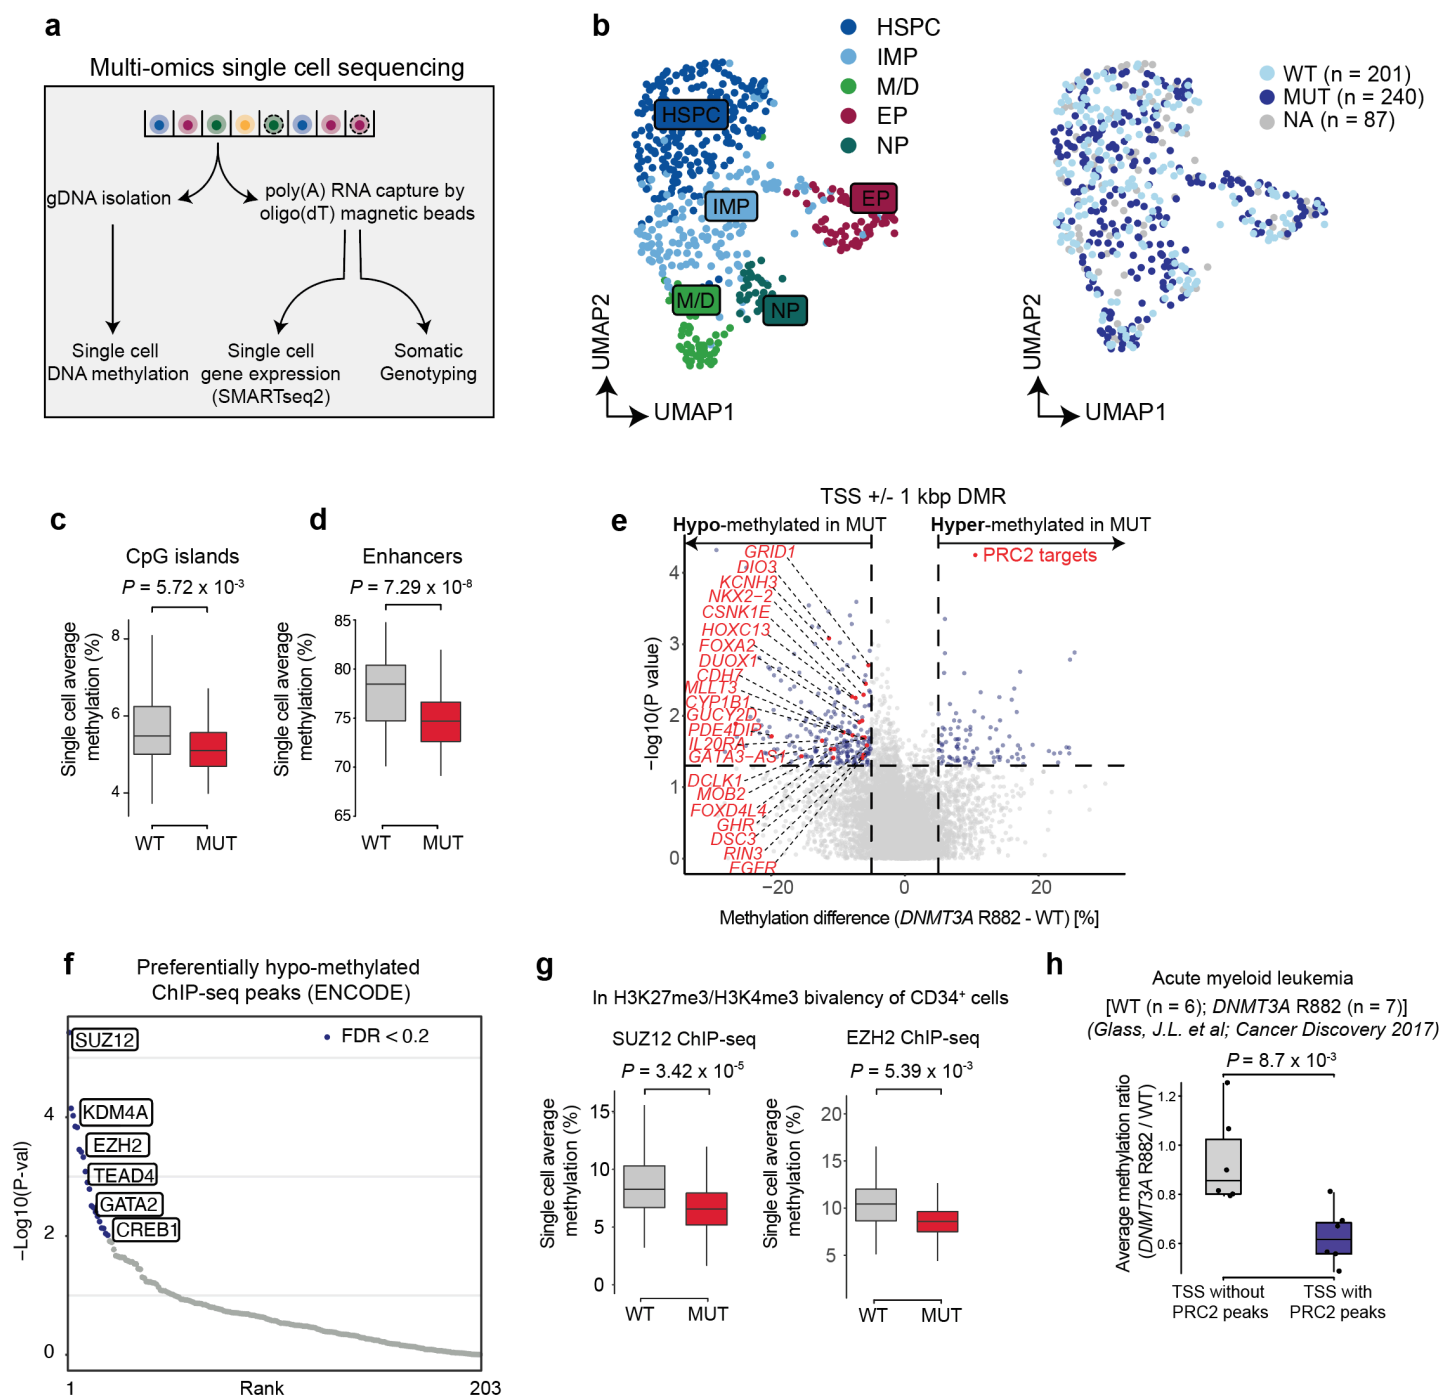 a
Multi-omics single cell sequencing
gDNA isolation
poly(A) RNA capture by
oligo(dT) magnetic beads
Single cell
DNA methylation
Single cell
gene expression
(SMARTseq2)
Somatic
Genotyping
b
HSPC
IMP
M/D
EP
NP
HSPC
IMP
EP
M/D
NP
UMAP2
UMAP1
WT (n = 201)
MUT (n = 240)
NA (n = 87)
UMAP2
UMAP1
c
CpG islands
P = 5.72 x 10-3
Single cell average
methylation (%)
8
6
4
WT
MUT
d
Enhancers
P = 7.29 x 10-8
Single cell average
methylation (%)
85
80
75
70
65
WT
MUT
e
TSS +/- 1 kbp DMR
Hypo-methylated in MUT
Hyper-methylated in MUT
PRC2 targets
GRID1
DIO3
KCNH3
NKX2−2
CSNK1E
HOXC13
FOXA2
DUOX1
CDH7
MLLT3
CYP1B1
GUCY2D
PDE4DIP
IL20RA
GATA3−AS1
DCLK1
MOB2
FOXD4L4
GHR
DSC3
RIN3
EGFR
−log10(P value)
4
3
2
1
0
−20
0
20
Methylation difference (DNMT3A R882 - WT) [%]
f
Preferentially hypo-methylated
ChIP-seq peaks (ENCODE)
FDR < 0.2
SUZ12
KDM4A
EZH2
TEAD4
GATA2
CREB1
−Log10(P-val)
4
2
0
1
Rank
203
g
In H3K27me3/H3K4me3 bivalency of CD34+ cells
SUZ12 ChIP-seq
P = 3.42 x 10-5
Single cell average
methylation (%)
15
10
5
0
WT
MUT
EZH2 ChIP-seq
P = 5.39 x 10-3
Single cell average
methylation (%)
20
15
10
5
WT
MUT
h
Acute myeloid leukemia
[WT (n = 6); DNMT3A R882 (n = 7)]
(Glass, J.L. et al; Cancer Discovery 2017)
P = 8.7 x 10-3
Average methylation ratio
(DNMT3A R882 / WT)
1.2
1.0
0.8
0.6
TSS without
PRC2 peaks
TSS with
PRC2 peaks